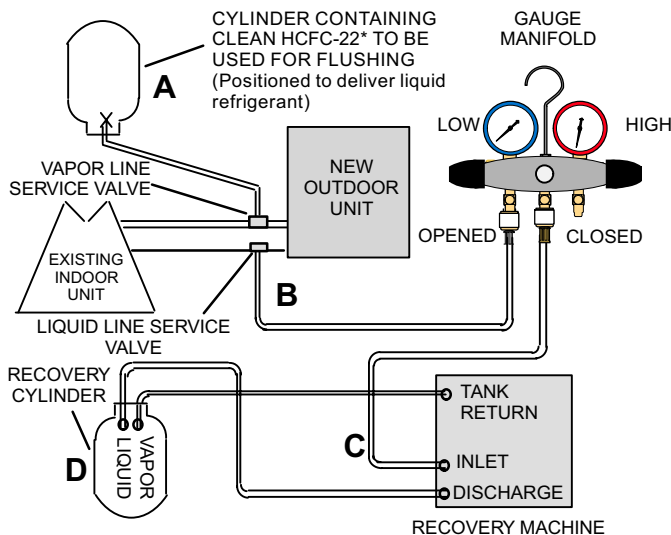 CYLINDER CONTAINING
CLEAN HCFC-22* TO BE
USED FOR FLUSHING
(Positioned to deliver liquid
refrigerant)
A
GAUGE
MANIFOLD
LOW
HIGH
VAPOR LINE
SERVICE VALVE
NEW
OUTDOOR
UNIT
EXISTING
INDOOR
UNIT
OPENED
CLOSED
B
LIQUID LINE SERVICE
VALVE
RECOVERY
CYLINDER
TANK
RETURN
C
D
LIQUID
VAPOR
INLET
DISCHARGE
RECOVERY MACHINE